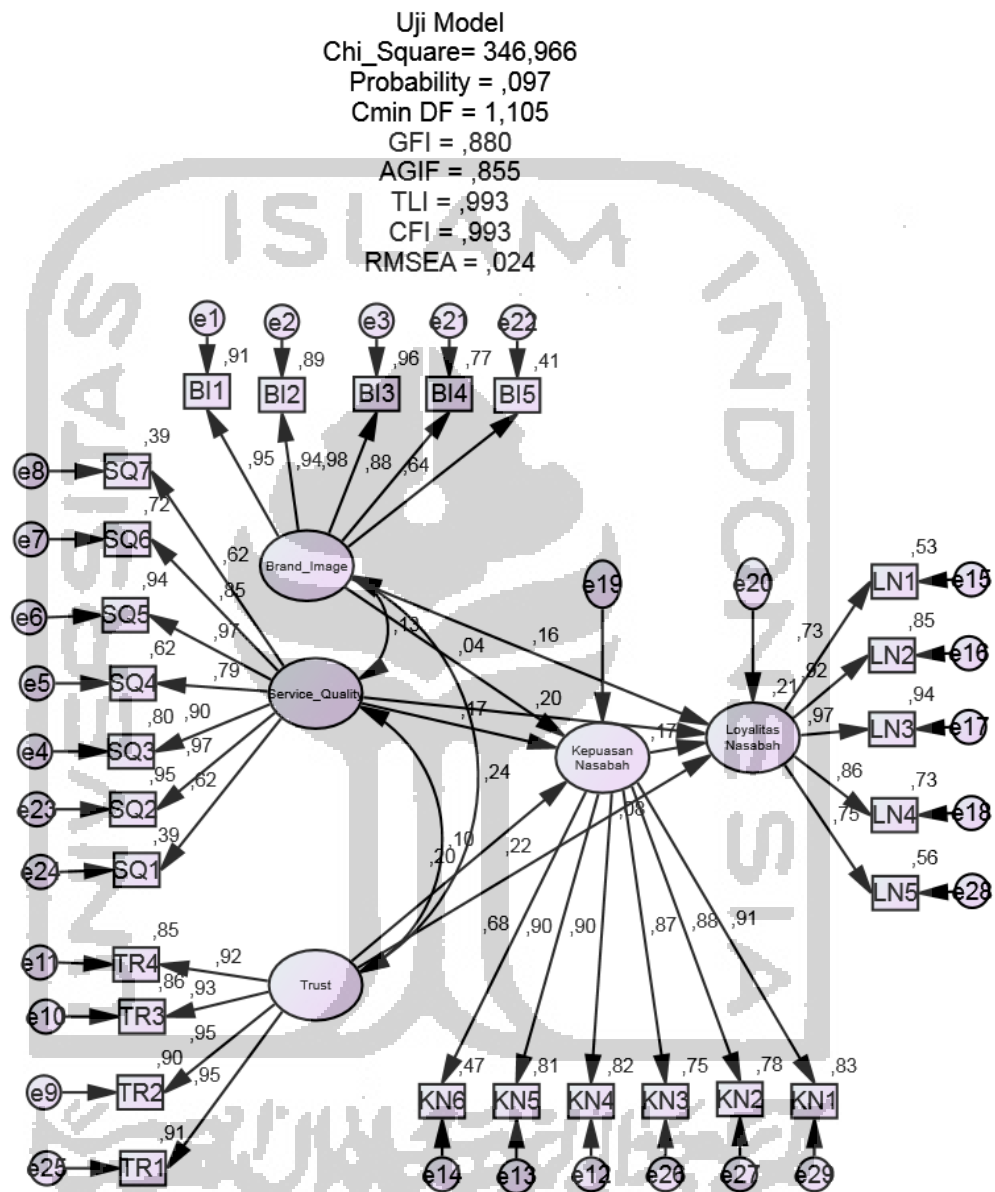 Uji Model
Chi_Square= 346,966
Probability = ,097
Cmin DF = 1,105
GFI = ,880
AGIF = ,855
TLI = ,993
CFI = ,993
RMSEA = ,024
ISLAM
UNIVERSITAS
INDONESIA
e1 e2 e3 e21 e22
,91 ,89 ,96 ,77 ,41
BI1 BI2 BI3 BI4 BI5
,95 ,94 ,98 ,88 ,64
Brand_Image
,39
e8 SQ7
,72
e7 SQ6
,62
,94
e6 SQ5
,85
,62
,97
e5 SQ4
,79
,80 ,90
e4 SQ3
,95 ,97
e23 SQ2
,39 ,62
e24 SQ1
Service_Quality
,13 ,04 ,16
,20
,17
,17
,24
,10
,20
,22
,08
e19 e20
Kepuasan
Nasabah
,21
Loyalitas
Nasabah
,53
LN1 e15
,73
,85
LN2 e16
,92
,94
LN3 e17
,97
,73
LN4 e18
,86
,56
LN5 e28
,75
,85
e11 TR4
,92
,86 ,93
e10 TR3
,95
,90
e9 TR2
,95
,91
e25 TR1
Trust
,68 ,90 ,90 ,87 ,88 ,91
,47 ,81 ,82 ,75 ,78 ,83
KN6 KN5 KN4 KN3 KN2 KN1
e14 e13 e12 e26 e27 e29